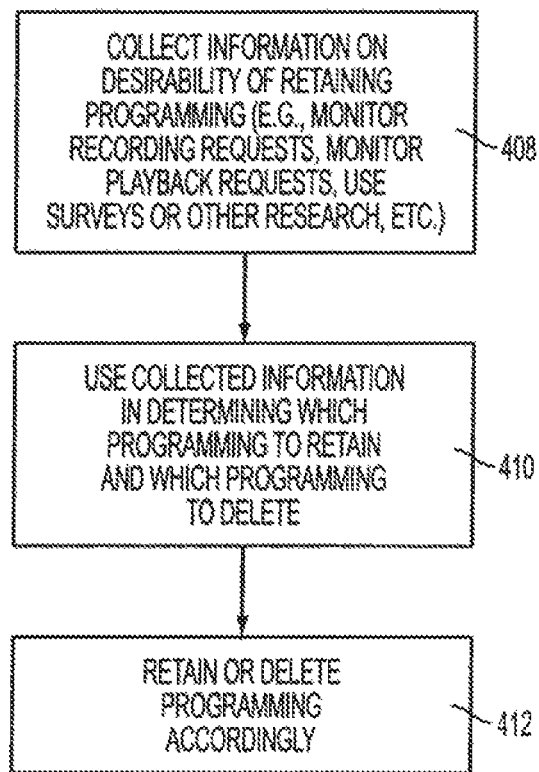 COLLECT INFORMATION ON
DESIRABILITY OF RETAINING
PROGRAMMING (E.G., MONITOR
RECORDING REQUESTS, MONITOR
PLAYBACK REQUESTS, USE
SURVEYS OR OTHER RESEARCH, ETC.)
408
USE COLLECTED INFORMATION
IN DETERMINING WHICH
PROGRAMMING TO RETAIN
AND WHICH PROGRAMMING
TO DELETE
410
RETAIN OR DELETE
PROGRAMMING
ACCORDINGLY
412